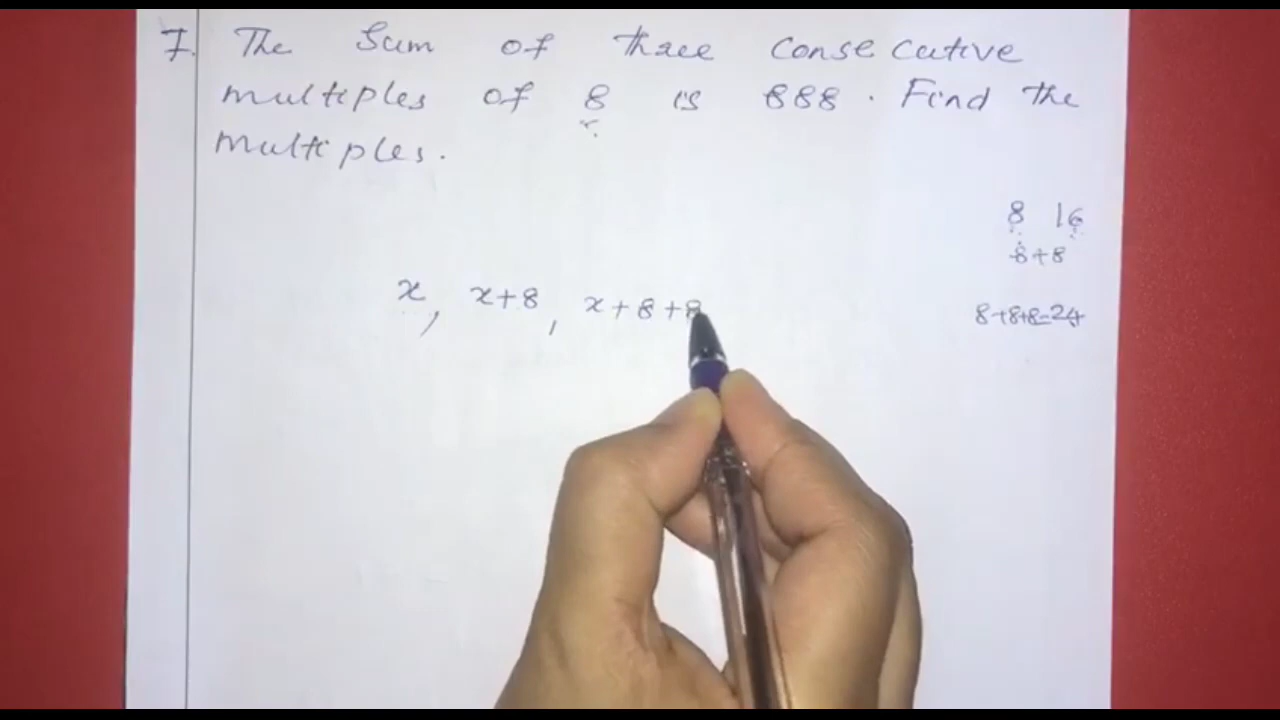 7. The Sum of three consecutive
multiples of 8 is 888. Find the
multiples.
8 16
8+8
x, x+8, x+8+8
8+8+8=24